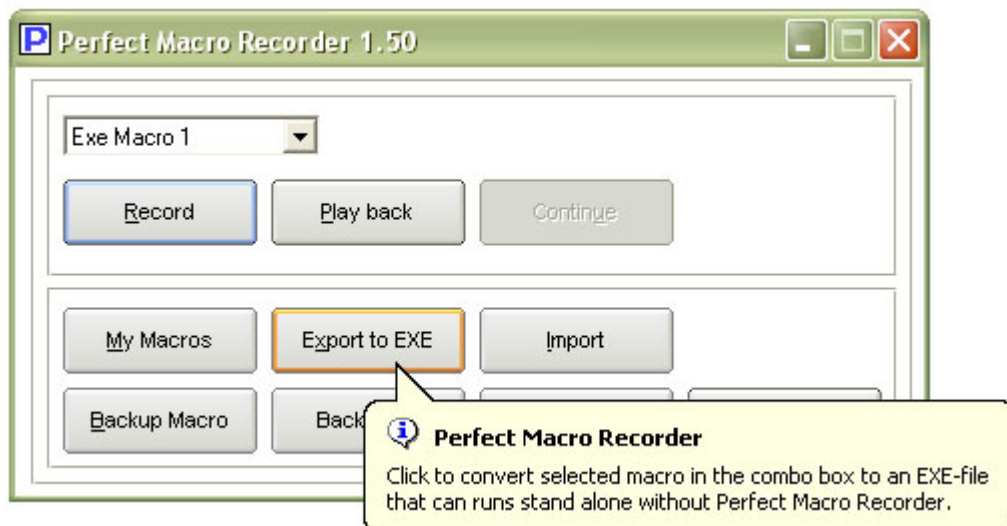 Perfect Macro Recorder 1.50
Exe Macro 1
Record Play back Continue
My Macros Export to EXE Import
Backup Macro Back
Perfect Macro Recorder
Click to convert selected macro in the combo box to an EXE-file
that can runs stand alone without Perfect Macro Recorder.